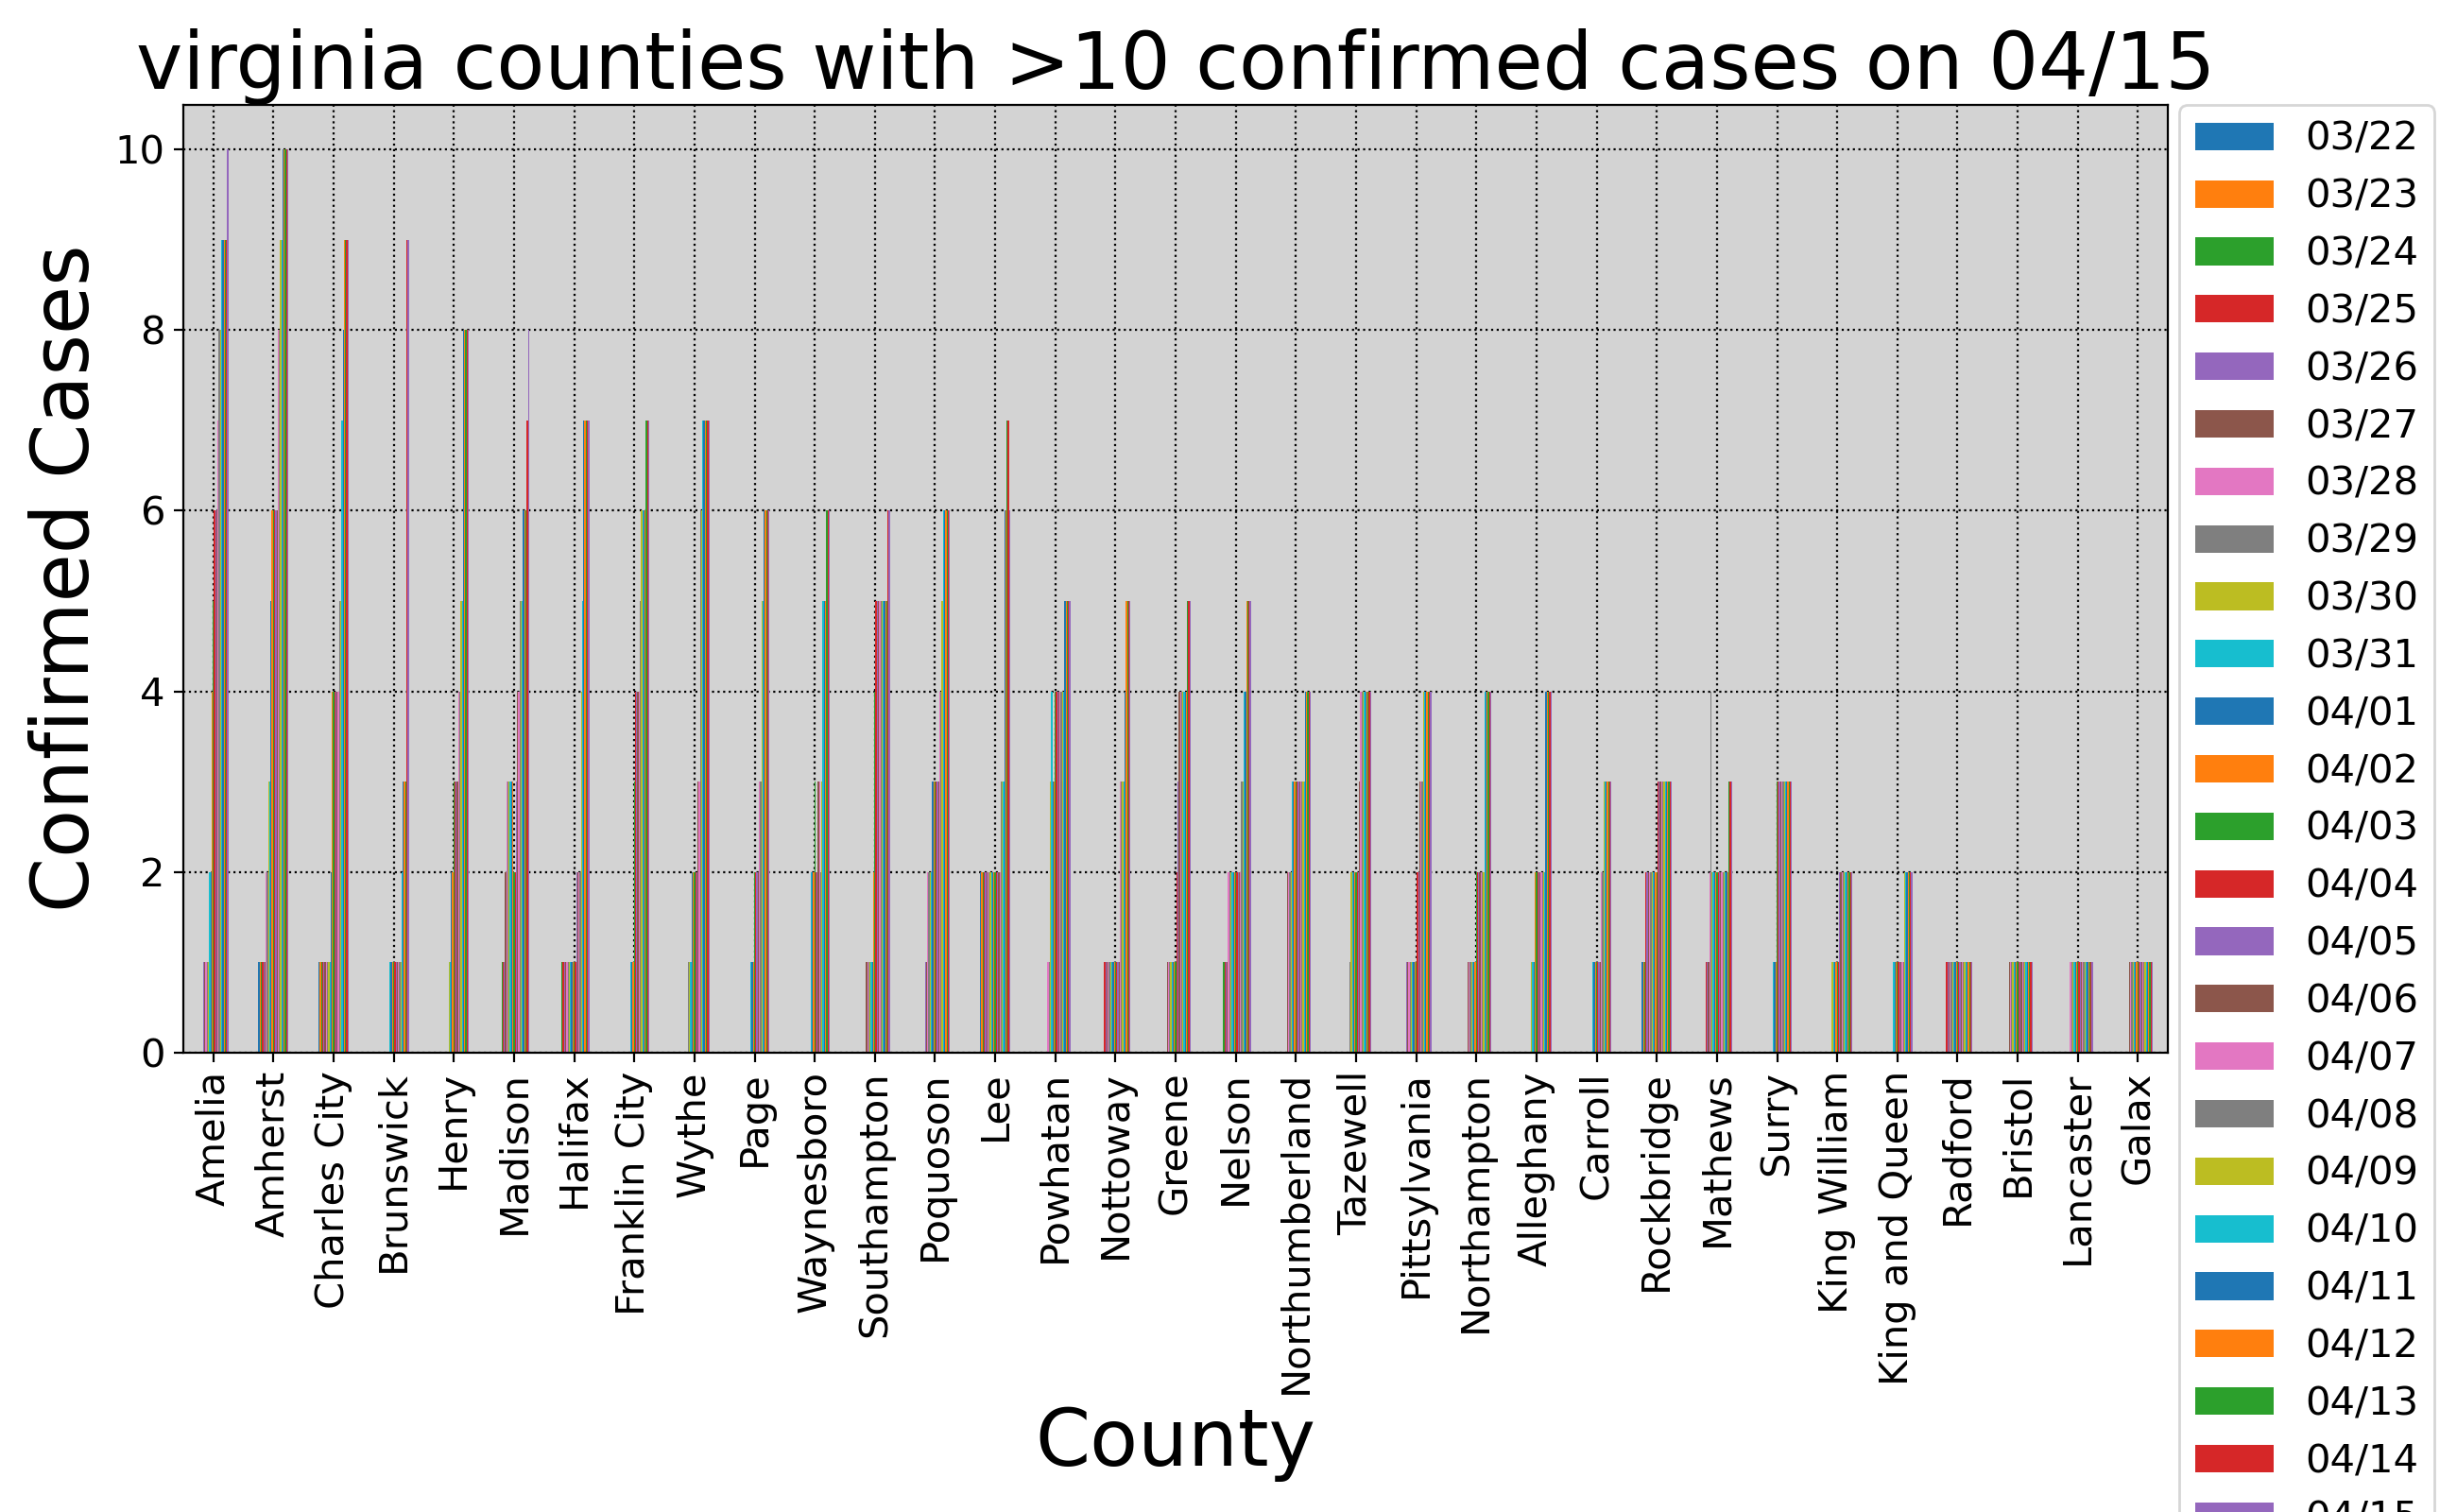 virginia counties with >10 confirmed cases on 04/15
Confirmed Cases
10
8
6
4
2
0
Amelia
Amherst
Charles City
Brunswick
Henry
Madison
Halifax
Franklin City
Wythe
Page
Waynesboro
Southampton
Poquoson
Lee
Powhatan
Nottoway
Greene
Nelson
Northumberland
Tazewell
Pittsylvania
Northampton
Alleghany
Carroll
Rockbridge
Mathews
Surry
King William
King and Queen
Radford
Bristol
Lancaster
Galax
County
03/22
03/23
03/24
03/25
03/26
03/27
03/28
03/29
03/30
03/31
04/01
04/02
04/03
04/04
04/05
04/06
04/07
04/08
04/09
04/10
04/11
04/12
04/13
04/14
04/15